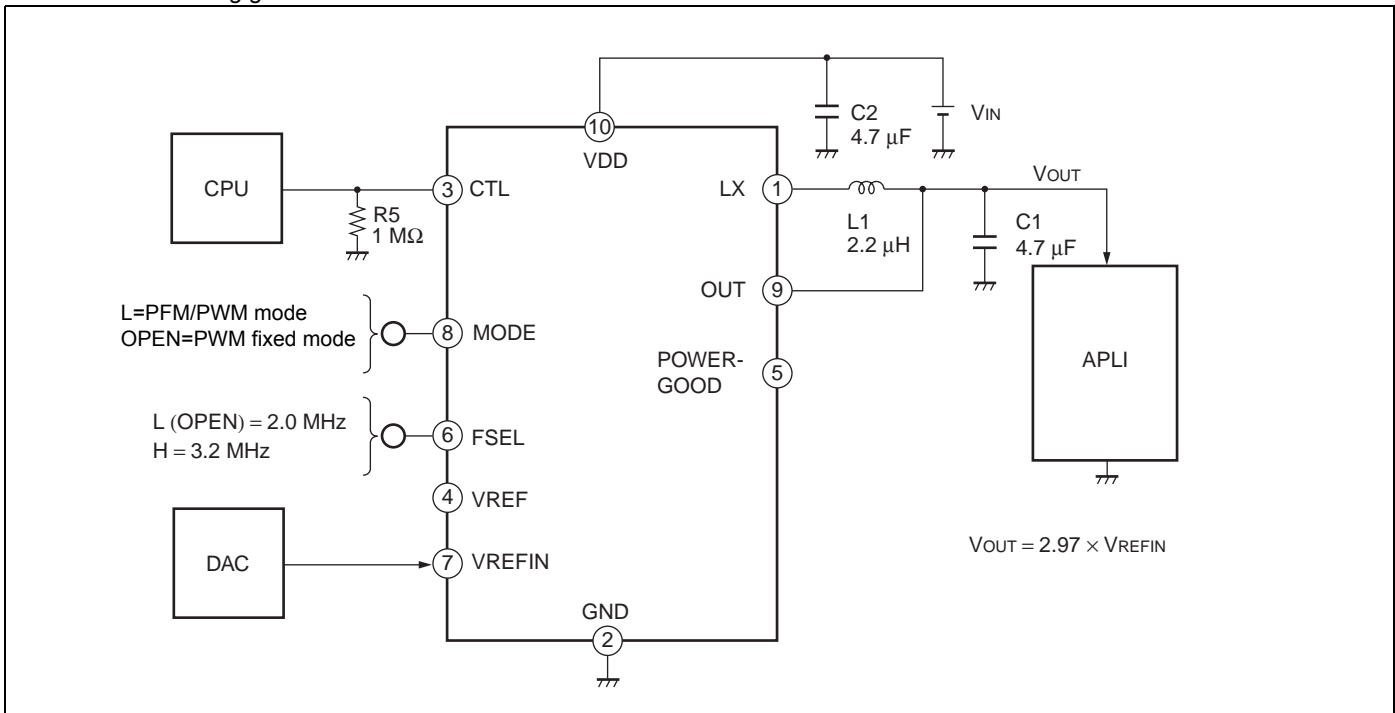 10
VDD
C2
4.7 μF
VIN
CPU
3 CTL
R5
1 MΩ
LX 1
L1
2.2 μH
VOUT
C1
4.7 μF
OUT 9
L=PFM/PWM mode
OPEN=PWM fixed mode
8 MODE
POWER-
GOOD
5
APLI
L (OPEN) = 2.0 MHz
H = 3.2 MHz
6 FSEL
4 VREF
DAC
7 VREFIN
VOUT = 2.97 × VREFIN
GND
2